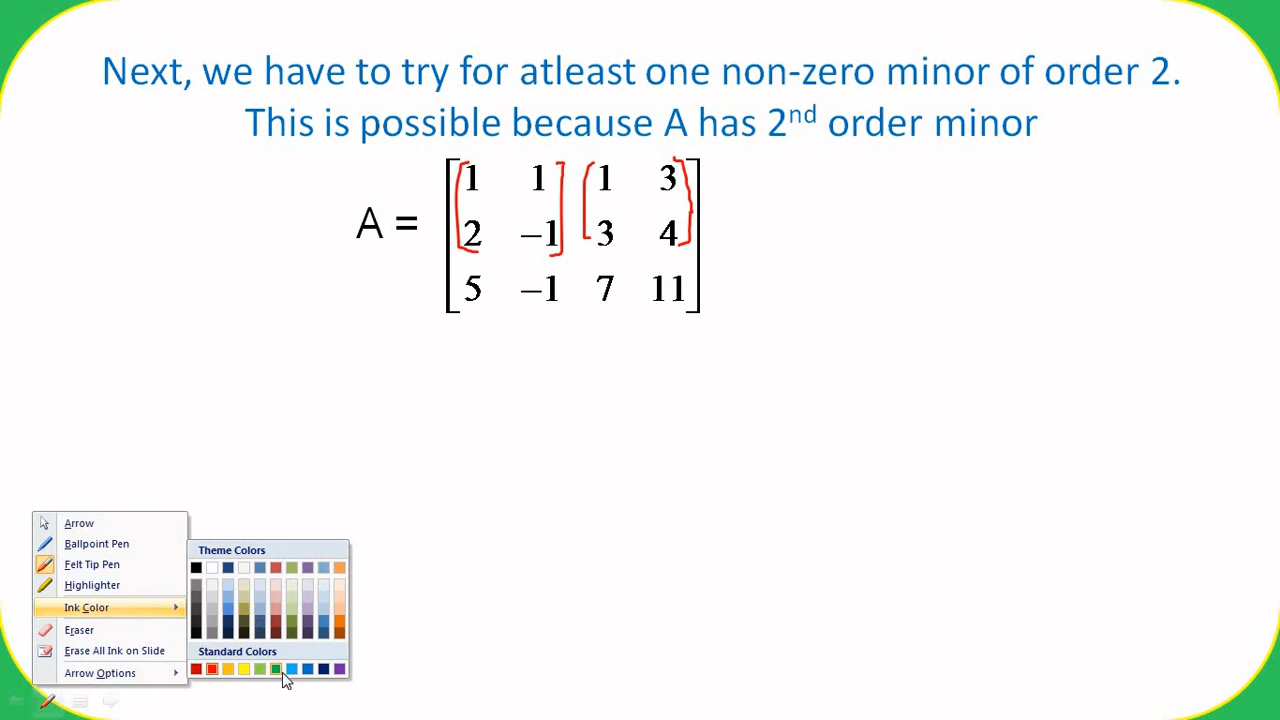 Next, we have to try for atleast one non-zero minor of order 2.
This is possible because A has 2nd order minor
A =
1 1 1 3
2 −1 3 4
5 −1 7 11
Arrow
Ballpoint Pen
Felt Tip Pen
Highlighter
Ink Color
Eraser
Erase All Ink on Slide
Arrow Options
Theme Colors
Standard Colors